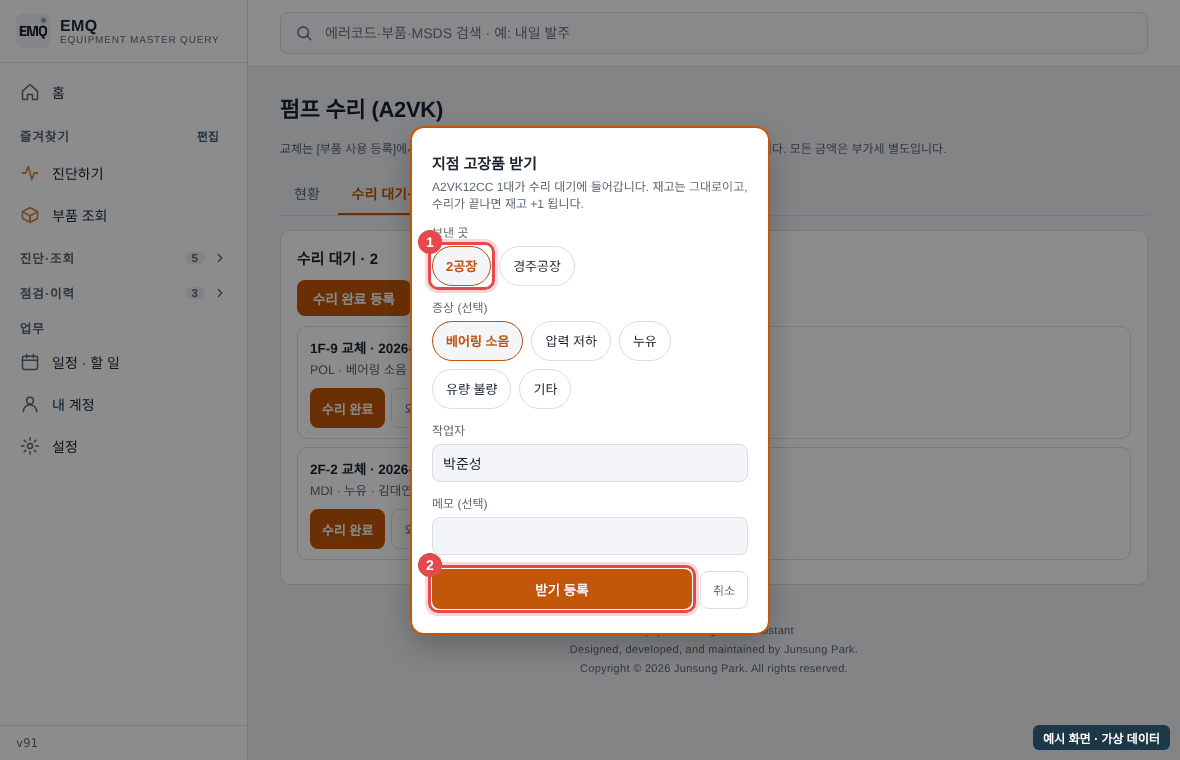 EMQ
EMQ
EQUIPMENT MASTER QUERY
에러코드·부품·MSDS 검색 · 예: 내일 발주
홈
즐겨찾기 편집
진단하기
부품 조회
진단·조회 5
점검·이력 3
업무
일정 · 할 일
내 계정
설정
v91
펌프 수리 (A2VK)
교체는 [부품 사용 등록]에 다. 모든 금액은 부가세 별도입니다.
현황 수리 대기·
수리 대기 · 2
수리 완료 등록
1F-9 교체 · 2026-
POL · 베어링 소음
수리 완료
2F-2 교체 · 2026-
MDI · 누유 · 김대연
수리 완료
지점 고장품 받기
A2VK12CC 1대가 수리 대기에 들어갑니다. 재고는 그대로이고,
수리가 끝나면 재고 +1 됩니다.
보낸 곳
1
2공장 경주공장
증상 (선택)
베어링 소음 압력 저하 누유
유량 불량 기타
작업자
박준성
메모 (선택)
2
받기 등록 취소
Designed, developed, and maintained by Junsung Park.
Copyright © 2026 Junsung Park. All rights reserved.
예시 화면 · 가상 데이터